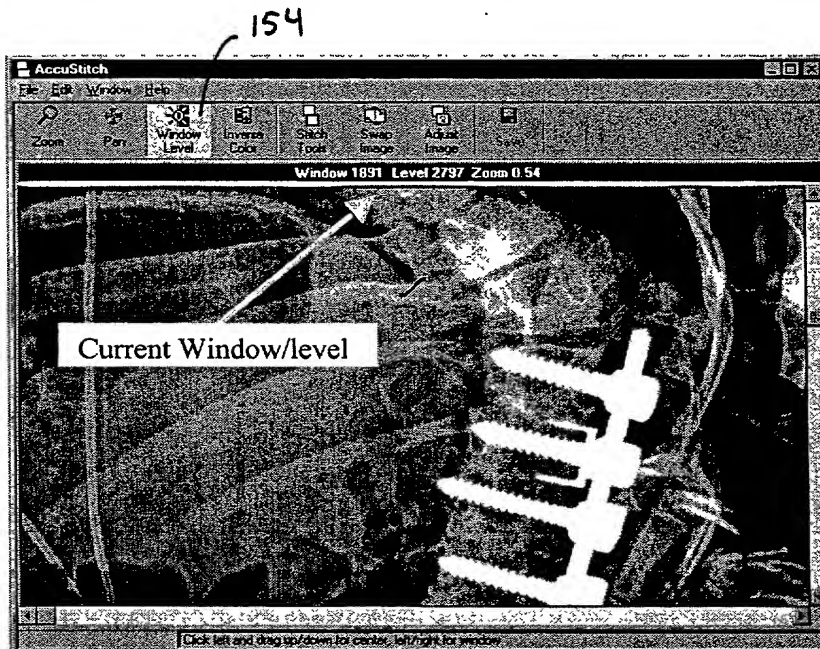 154
AccuStitch
File Edit Window Help
Zoom Pan Window Level Inverse Color Stitch Tools Swap Image Adjust Image Save
Window 1891 Level 2797 Zoom 0.54
Current Window/level
Click left and drag up/down for center, left/right for window